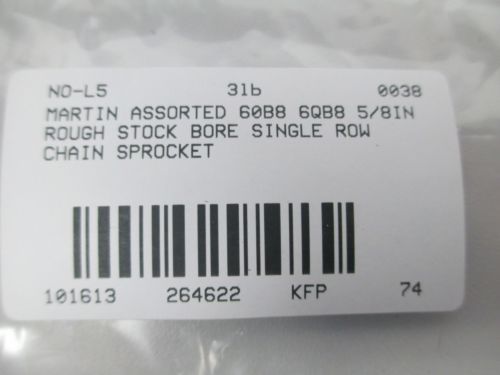 NO-L5 3lb 0038
MARTIN ASSORTED 60B8 6QB8 5/8IN
ROUGH STOCK BORE SINGLE ROW
CHAIN SPROCKET
101613 264622 KFP 74